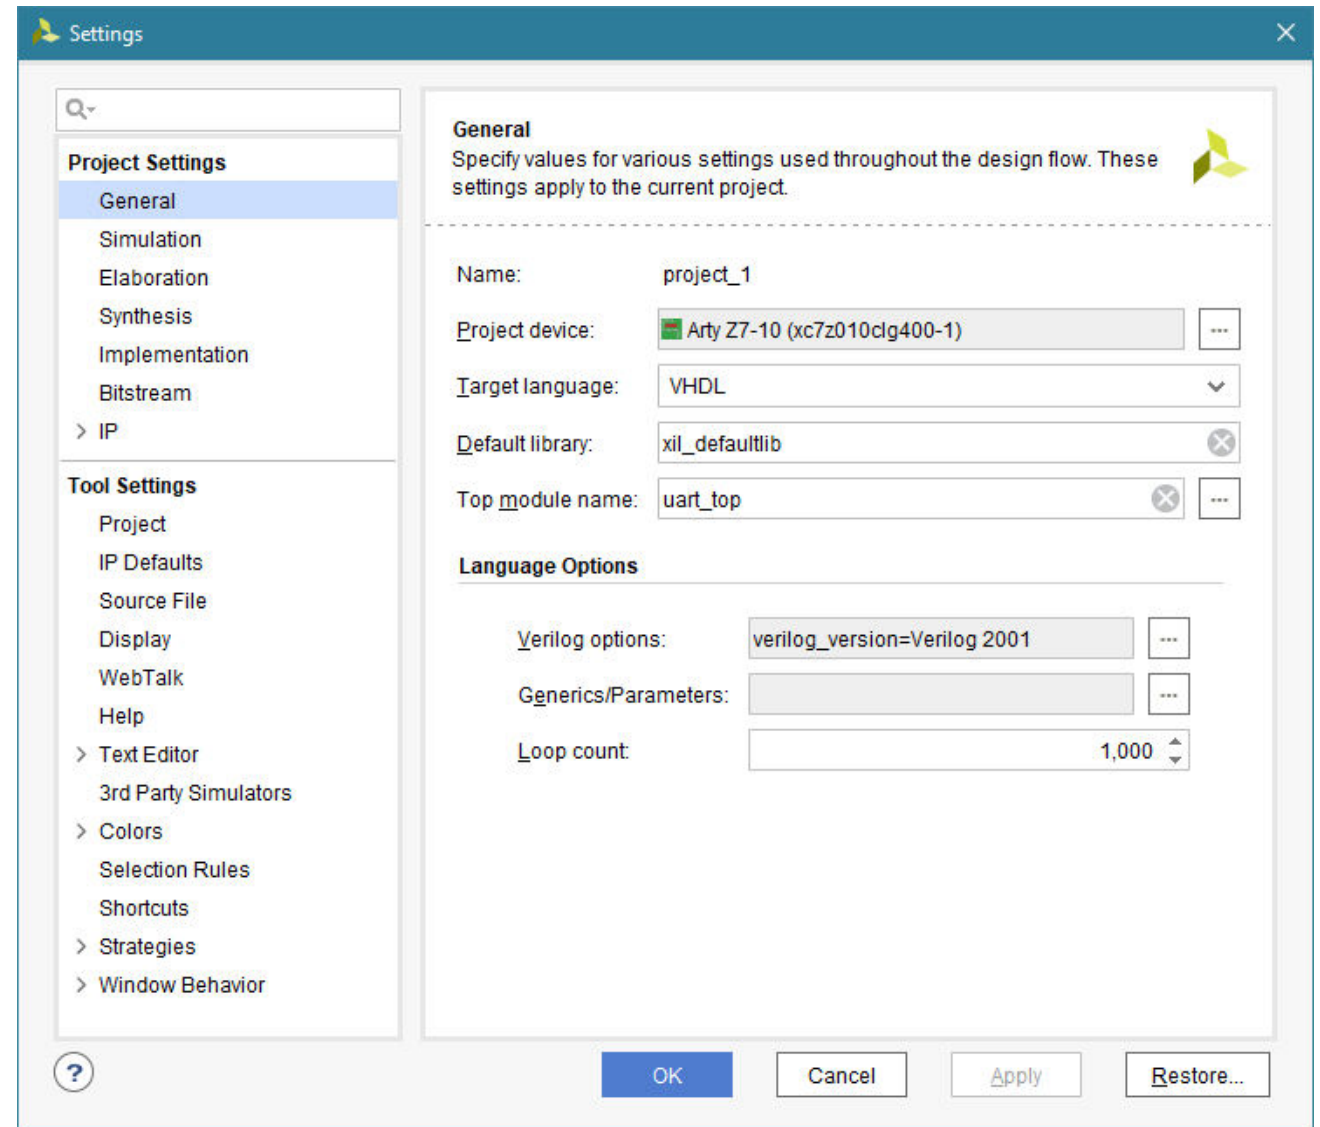 Settings
Project Settings
General
Simulation
Elaboration
Synthesis
Implementation
Bitstream
IP
Tool Settings
Project
IP Defaults
Source File
Display
WebTalk
Help
Text Editor
3rd Party Simulators
Colors
Selection Rules
Shortcuts
Strategies
Window Behavior
General
Specify values for various settings used throughout the design flow. These
settings apply to the current project.
Name: project_1
Project device: Arty Z7-10 (xc7z010clg400-1) ...
Target language: VHDL
Default library: xil_defaultlib
Top module name: uart_top ...
Language Options
Verilog options: verilog_version=Verilog 2001 ...
Generics/Parameters: ...
Loop count: 1,000
? OK Cancel Apply Restore...